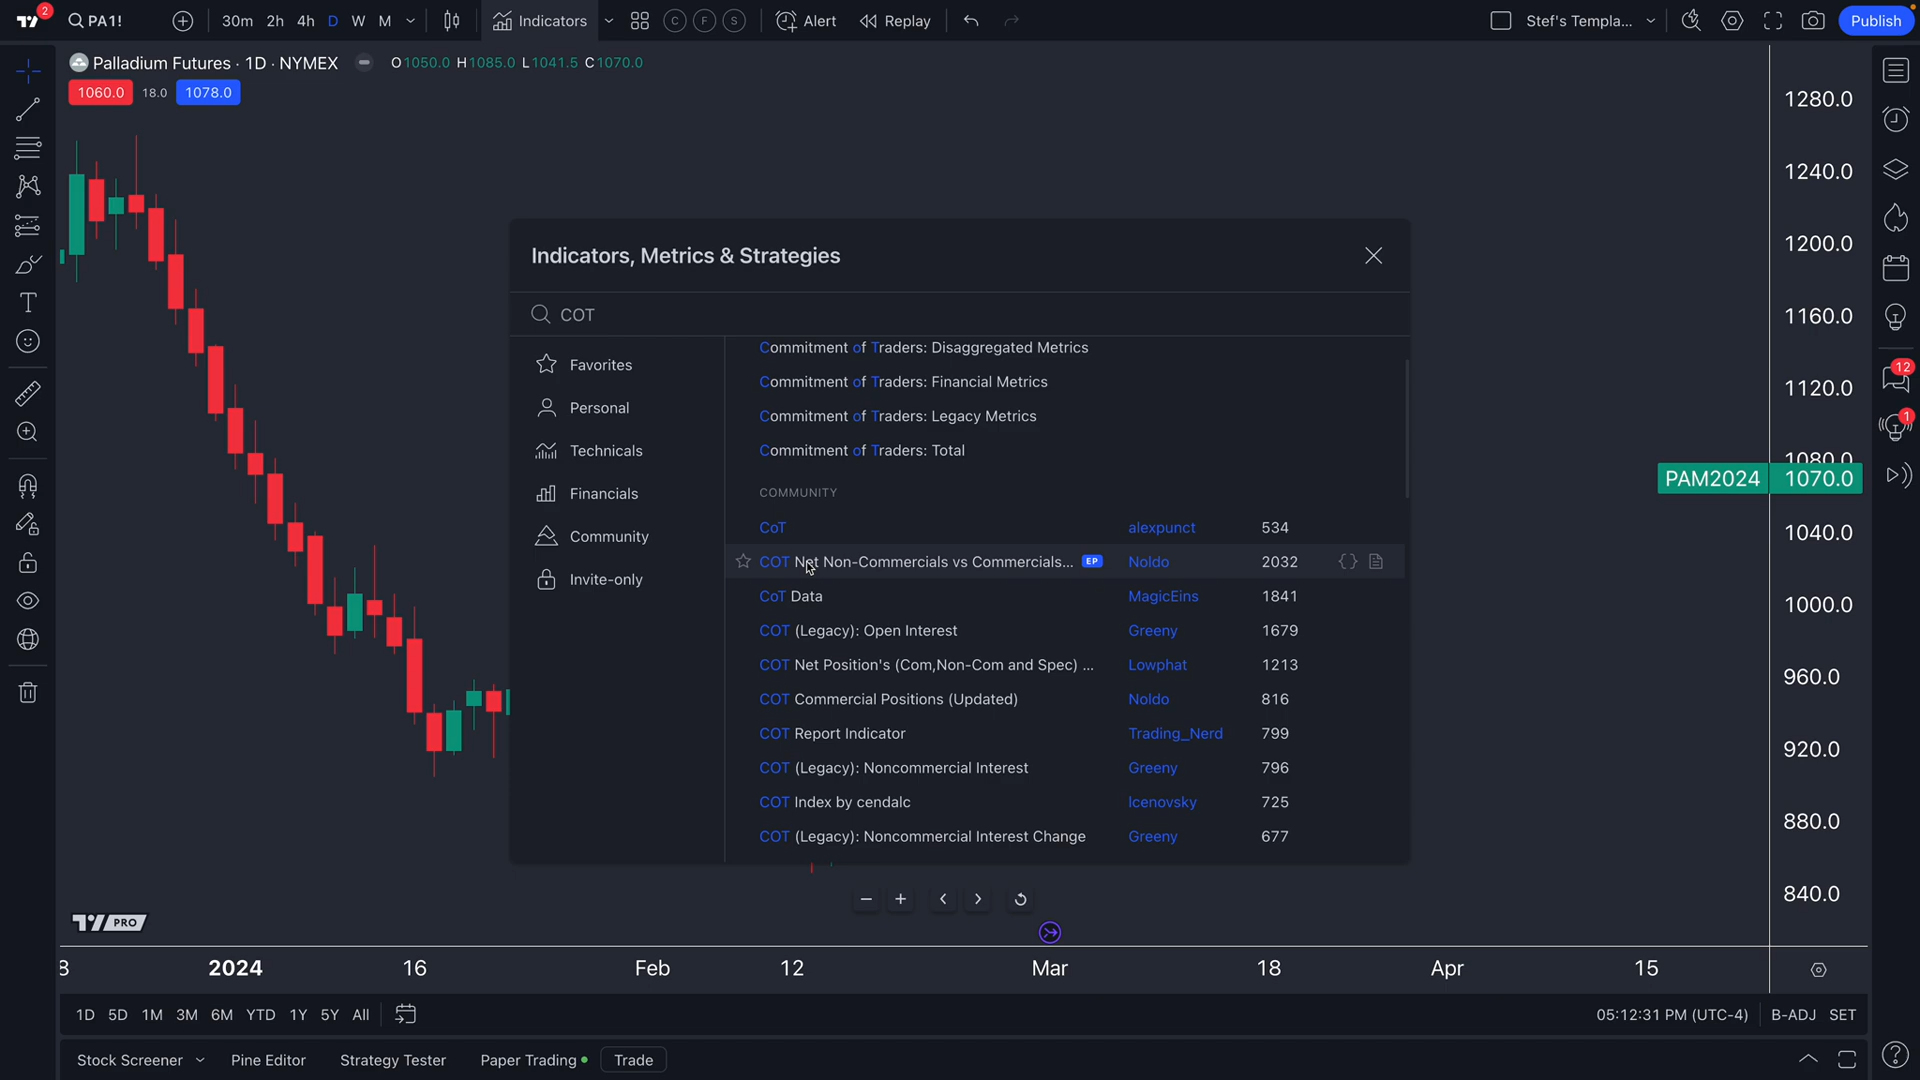 2 PA1! 30m 2h 4h D W M Indicators C F S Alert Replay Stef's Templa... Publish
Palladium Futures · 1D · NYMEX O1050.0 H1085.0 L1041.5 C1070.0
1060.0 18.0 1078.0
1280.0
1240.0
1200.0
1160.0
1120.0
1080.0
PAM2024 1070.0
1040.0
1000.0
960.0
920.0
880.0
840.0
Indicators, Metrics & Strategies
COT
Favorites
Personal
Technicals
Financials
Community
Invite-only
Commitment of Traders: Disaggregated Metrics
Commitment of Traders: Financial Metrics
Commitment of Traders: Legacy Metrics
Commitment of Traders: Total
COMMUNITY
CoT alexpunct 534
COT Net Non-Commercials vs Commercials... EP Noldo 2032
CoT Data MagicEins 1841
COT (Legacy): Open Interest Greeny 1679
COT Net Position's (Com,Non-Com and Spec) ... Lowphat 1213
COT Commercial Positions (Updated) Noldo 816
COT Report Indicator Trading_Nerd 799
COT (Legacy): Noncommercial Interest Greeny 796
COT Index by cendalc Icenovsky 725
COT (Legacy): Noncommercial Interest Change Greeny 677
12
1
PRO
8 2024 16 Feb 12 Mar 18 Apr 15
1D 5D 1M 3M 6M YTD 1Y 5Y All 05:12:31 PM (UTC-4) B-ADJ SET
Stock Screener Pine Editor Strategy Tester Paper Trading Trade